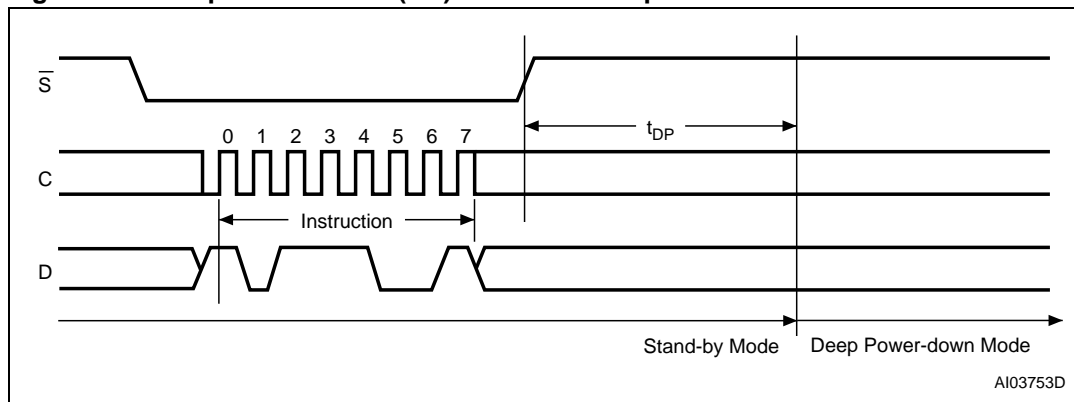 S
tDP
0 1 2 3 4 5 6 7
C
Instruction
D
Stand-by Mode Deep Power-down Mode
AI03753D